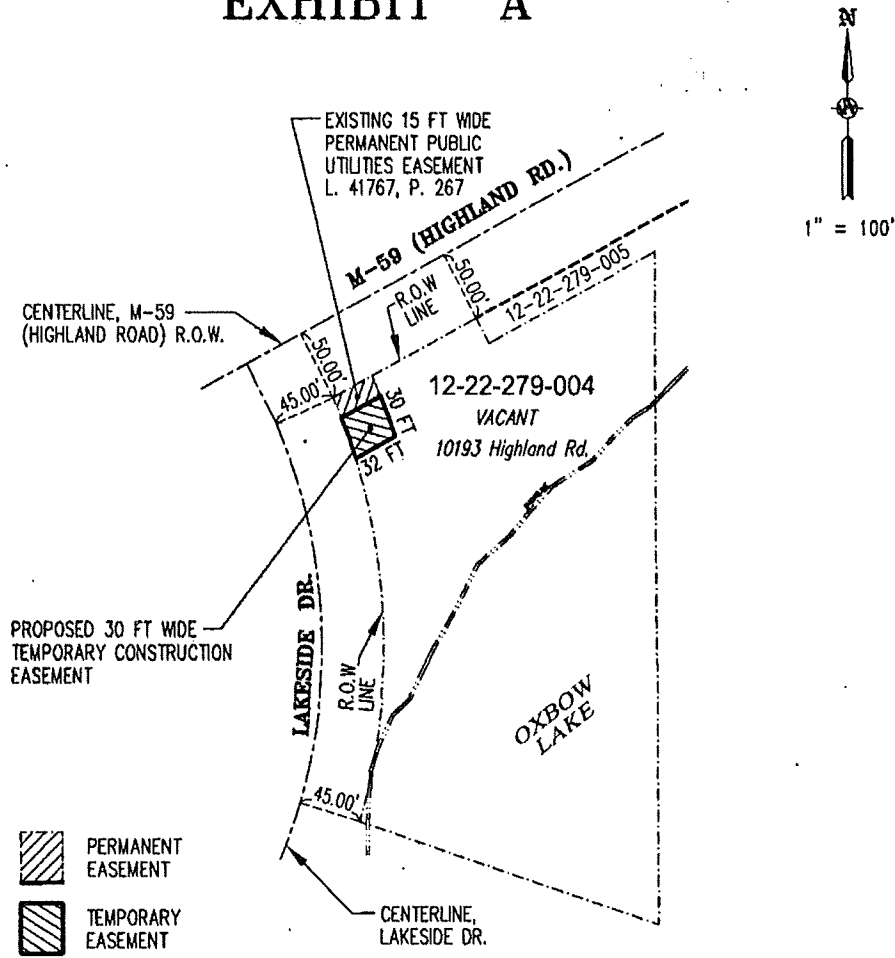 EXHIBIT A
N
1" = 100'
EXISTING 15 FT WIDE
PERMANENT PUBLIC
UTILITIES EASEMENT
L. 41767, P. 267
M-59 (HIGHLAND RD.)
50.00'
R.O.W
LINE
12-22-279-005
CENTERLINE, M-59
(HIGHLAND ROAD) R.O.W.
50.00'
45.00'
30 FT
32 FT
12-22-279-004
VACANT
10193 Highland Rd.
PROPOSED 30 FT WIDE
TEMPORARY CONSTRUCTION
EASEMENT
LAKESIDE DR.
R.O.W
LINE
OXBOW
LAKE
45.00'
PERMANENT
EASEMENT
TEMPORARY
EASEMENT
CENTERLINE,
LAKESIDE DR.